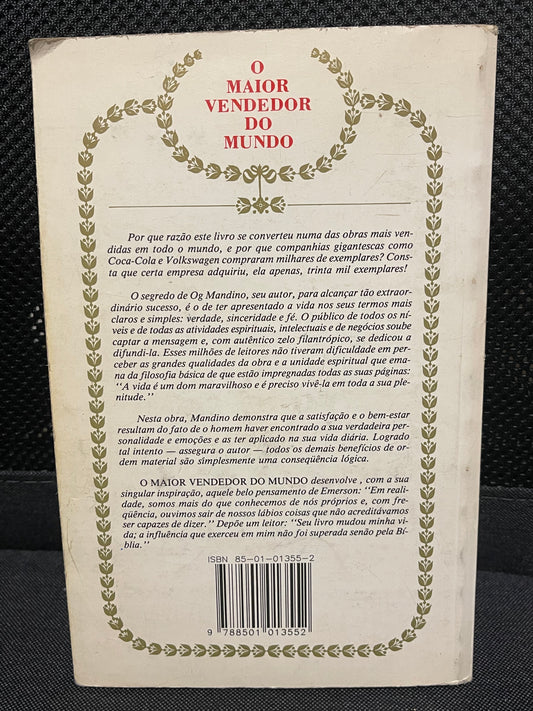 O
MAIOR
VENDEDOR
DO
MUNDO
Por que razão este livro se converteu numa das obras mais ven-
didas em todo o mundo, e por que companhias gigantescas como
Coca-Cola e Volkswagen compraram milhares de exemplares? Cons-
ta que certa empresa adquiriu, ela apenas, trinta mil exemplares!
O segredo de Og Mandino, seu autor, para alcançar tão extraor-
dinário sucesso, é o de ter apresentado a vida nos seus termos mais
claros e simples: verdade, sinceridade e fé. O público de todos os ní-
veis e de todas as atividades espirituais, intelectuais e de negócios soube
captar a mensagem e, com autêntico zelo filantrópico, se dedicou a
difundi-la. Esses milhões de leitores não tiveram dificuldade em per-
ceber as grandes qualidades da obra e a unidade espiritual que ema-
na da filosofia básica de que estão impregnadas todas as suas páginas:
"A vida é um dom maravilhoso e é preciso vivê-la em toda a sua ple-
nitude."
Nesta obra, Mandino demonstra que a satisfação e o bem-estar
resultam do fato de o homem haver encontrado a sua verdadeira per-
sonalidade e emoções e as ter aplicado na sua vida diária. Logrado
tal intento — assegura o autor — todos os demais benefícios de or-
dem material são simplesmente uma conseqüência lógica.
O MAIOR VENDEDOR DO MUNDO desenvolve, com a sua
singular inspiração, aquele belo pensamento de Emerson: "Em reali-
dade, somos mais do que conhecemos de nós próprios e, com fre-
qüência, ouvimos sair de nossos lábios coisas que não acreditávamos
ser capazes de dizer." Depõe um leitor: "Seu livro mudou minha vi-
da; a influência que exerceu em mim não foi superada senão pela Bí-
blia."
ISBN 85-01-01355-2
9 788501 013552